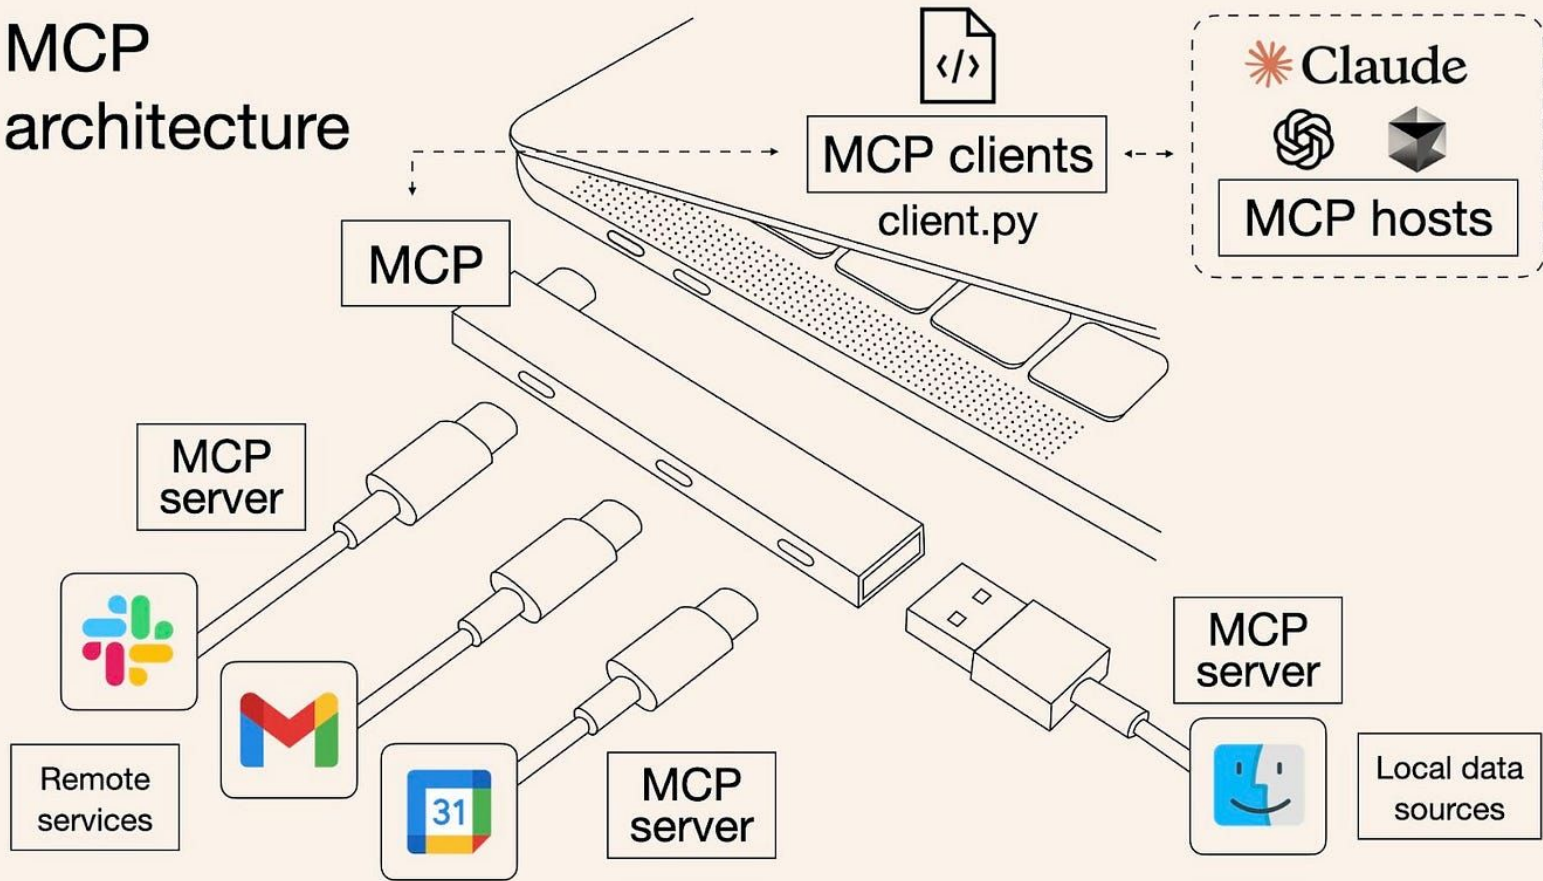 MCP
architecture
</>
MCP clients
client.py
Claude
MCP hosts
MCP
MCP
server
Remote
services
31
MCP
server
MCP
server
Local data
sources